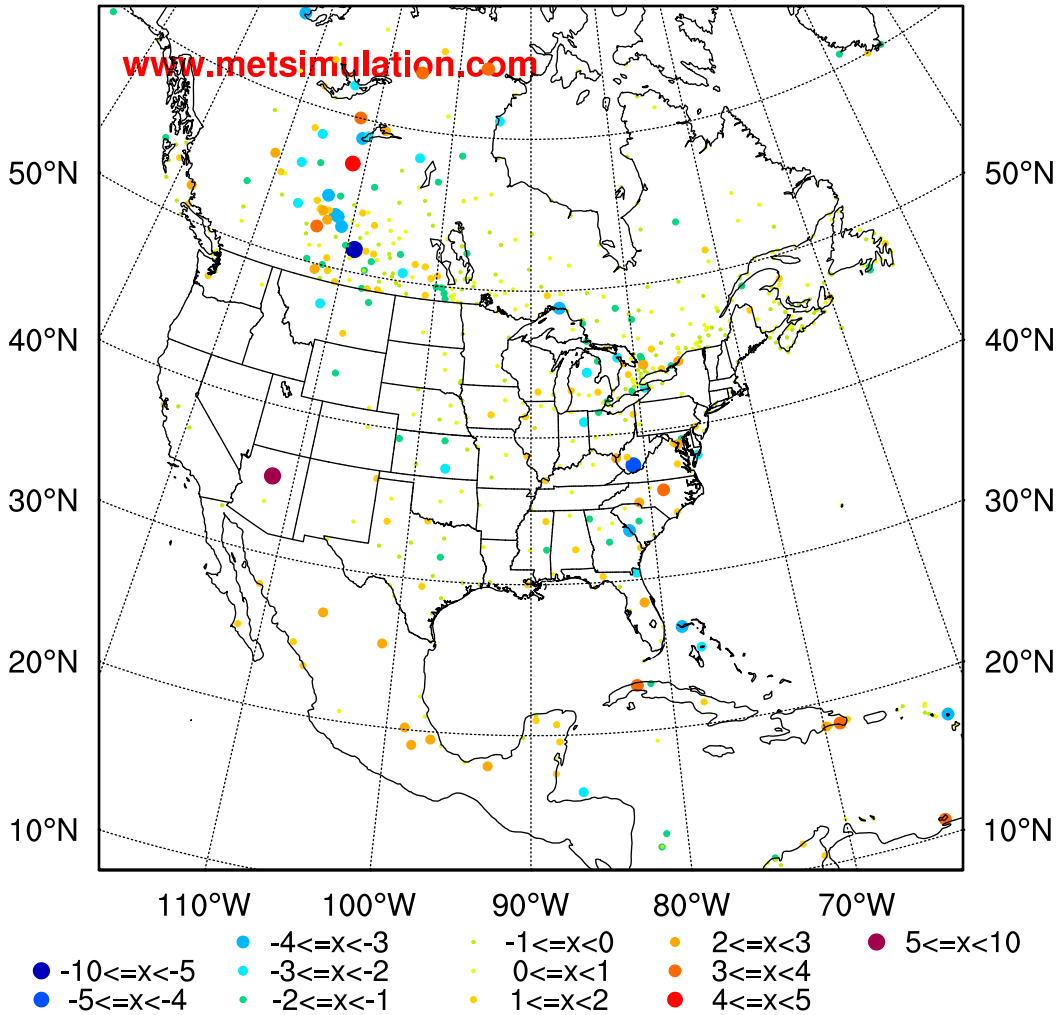 www.metsimulation.com
50°N 50°N
40°N 40°N
30°N 30°N
20°N 20°N
10°N 10°N
110°W 100°W 90°W 80°W 70°W
-4<=x<-3 -1<=x<0 2<=x<3 5<=x<10
-10<=x<-5 -3<=x<-2 0<=x<1 3<=x<4
-5<=x<-4 -2<=x<-1 1<=x<2 4<=x<5